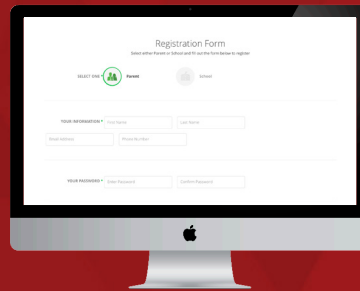 Registration Form
Select either Parent or School and fill out the form below to register
SELECT ONE * Parent School
YOUR INFORMATION * First Name Last Name
Email Address Phone Number
YOUR PASSWORD * Enter Password Confirm Password